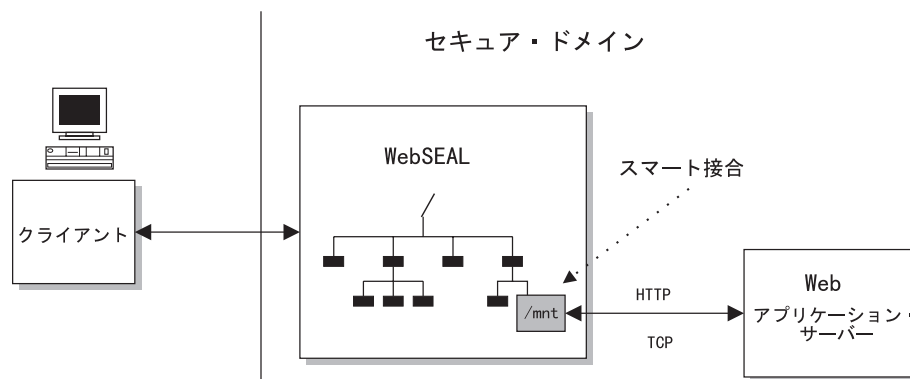 セキュア・ドメイン
WebSEAL
スマート接合
クライアント
/mnt
HTTP
TCP
Web
アプリケーション・
サーバー